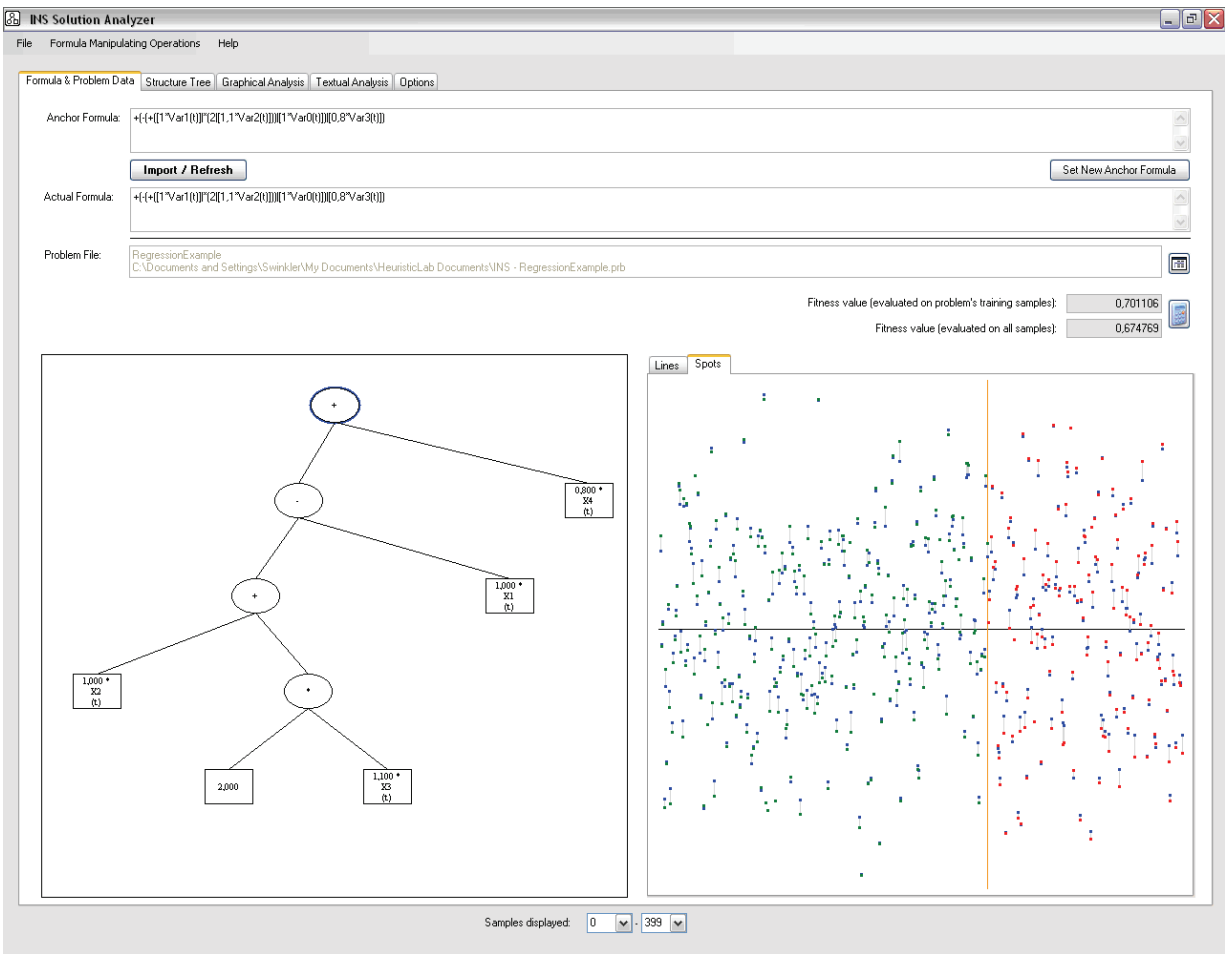 INS Solution Analyzer
File Formula Manipulating Operations Help
Formula & Problem Data Structure Tree Graphical Analysis Textual Analysis Options
Anchor Formula: +(-(+([1*Var1(t)]|*(2|[1,1*Var2(t)]))|[1*Var0(t)])|[0,8*Var3(t)])
Import / Refresh Set New Anchor Formula
Actual Formula: +(-(+([1*Var1(t)]|*(2|[1,1*Var2(t)]))|[1*Var0(t)])|[0,8*Var3(t)])
Problem File: RegressionExample
C:\Documents and Settings\Swinkler\My Documents\HeuristicLab Documents\INS - RegressionExample.prb
Fitness value (evaluated on problem's training samples): 0,701106
Fitness value (evaluated on all samples): 0,674769
Lines Spots
+
0,800 *
X4
(t)
-
1,000 *
X1
(t)
+
1,000 *
X2
(t)
*
2,000
1,100 *
X3
(t)
Samples displayed: 0 - 399